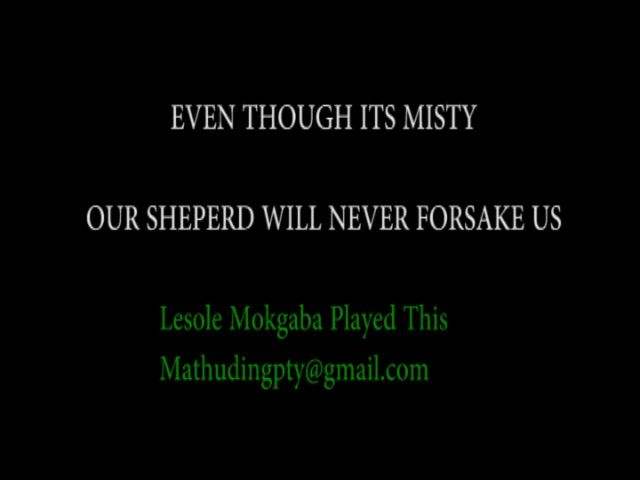 EVEN THOUGH ITS MISTY
OUR SHEPERD WILL NEVER FORSAKE US
Lesole Mokgaba Played This
Mathudingpty@gmail.com